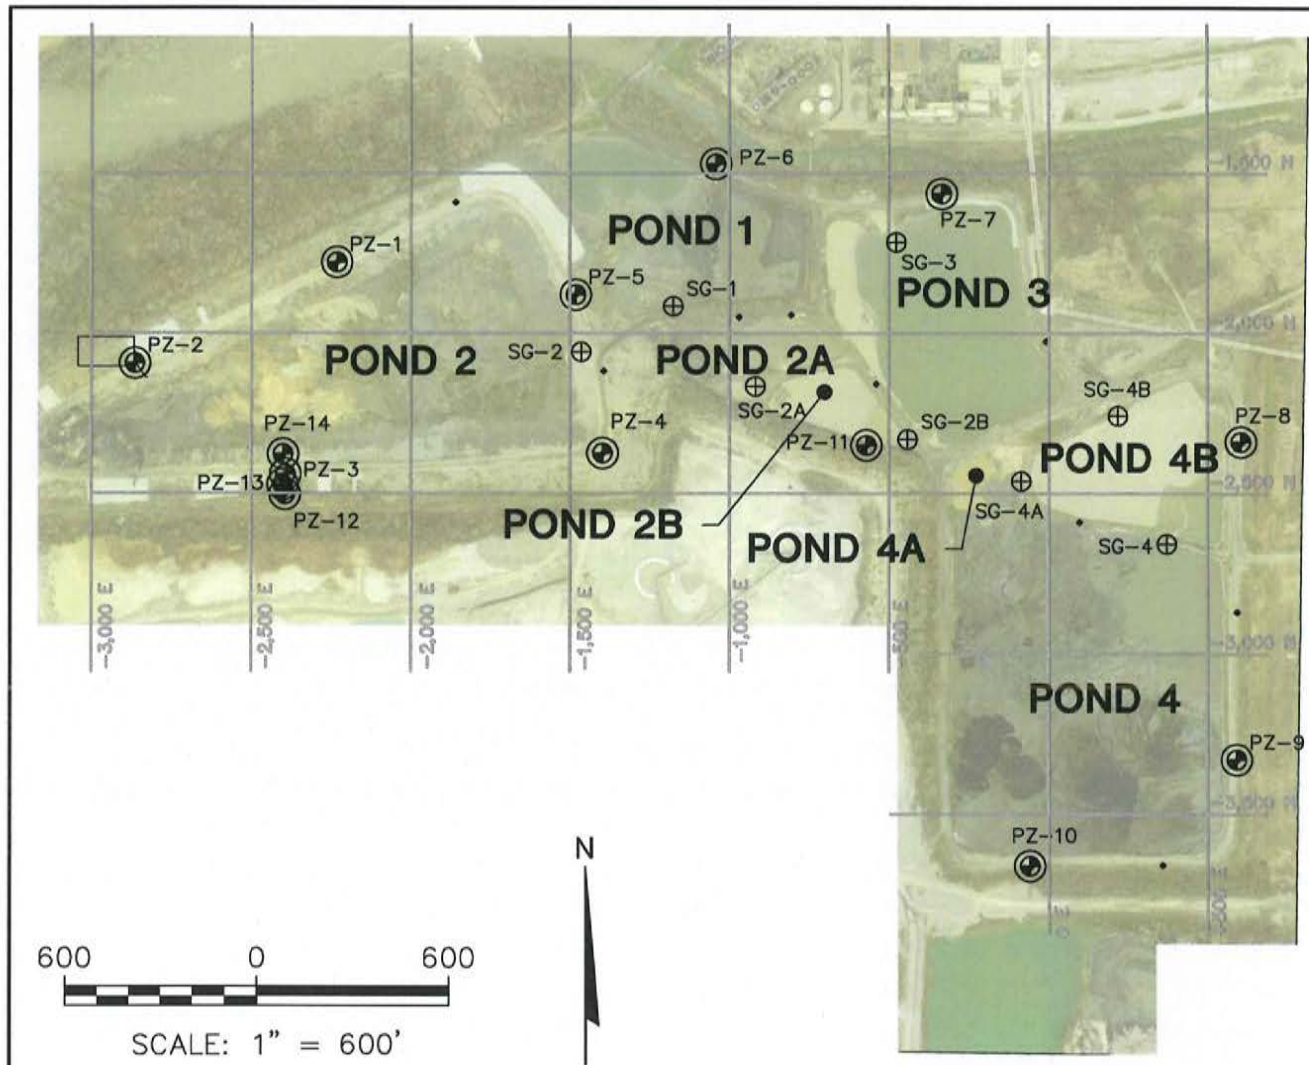 PZ-6
-1,500 N
PZ-7
POND 1
PZ-1
SG-3
PZ-5
SG-1
POND 3
-2,000 N
PZ-2
SG-2
POND 2
POND 2A
SG-2A
SG-4B
PZ-14
PZ-4
PZ-11
SG-2B
PZ-8
PZ-3
PZ-13
POND 4B
-2,500 N
PZ-12
SG-4A
POND 2B
POND 4A
SG-4
-3,000 E
-2,500 E
-2,000 E
-1,500 E
-1,000 E
-500 E
-3,000 N
POND 4
PZ-9
-3,500 N
PZ-10
0 E
500 E
N
600 0 600
SCALE: 1" = 600'